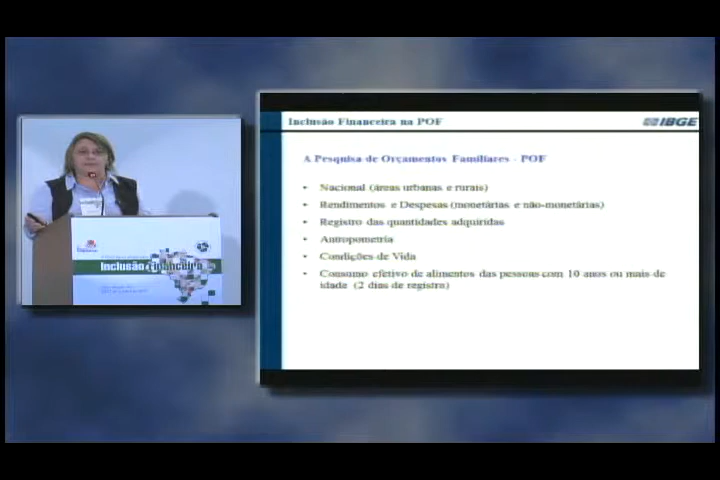 Inclusão Financeira na POF
IBGE
A Pesquisa de Orçamentos Familiares - POF
• Nacional (áreas urbanas e rurais)
• Rendimentos e Despesas (monetárias e não-monetárias)
• Registro das quantidades adquiridas
• Antropometria
• Condições de Vida
• Consumo efetivo de alimentos das pessoas com 10 anos ou mais de
idade (2 dias de registro)
Inclusão Financeira